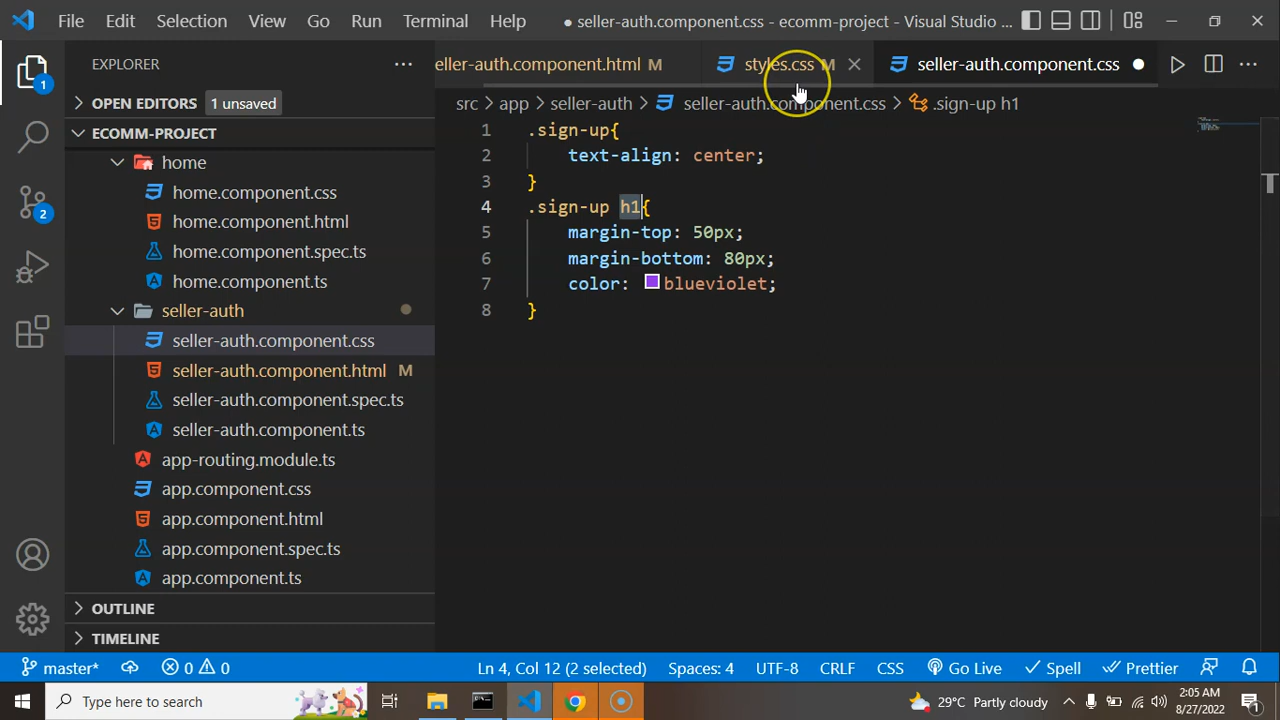 File Edit Selection View Go Run Terminal Help ● seller-auth.component.css - ecomm-project - Visual Studio ...
EXPLORER
eller-auth.component.html M
styles.css M
seller-auth.component.css
OPEN EDITORS 1 unsaved
src > app > seller-auth > seller-auth.component.css > .sign-up h1
ECOMM-PROJECT
home
home.component.css
home.component.html
home.component.spec.ts
home.component.ts
seller-auth
seller-auth.component.css
seller-auth.component.html M
seller-auth.component.spec.ts
seller-auth.component.ts
app-routing.module.ts
app.component.css
app.component.html
app.component.spec.ts
app.component.ts
OUTLINE
TIMELINE
1 .sign-up{
2 text-align: center;
3 }
4 .sign-up h1{
5 margin-top: 50px;
6 margin-bottom: 80px;
7 color: blueviolet;
8 }
1
2
master* 0 0 Ln 4, Col 12 (2 selected) Spaces: 4 UTF-8 CRLF CSS Go Live Spell Prettier
Type here to search
29°C Partly cloudy
2:05 AM
8/27/2022
1